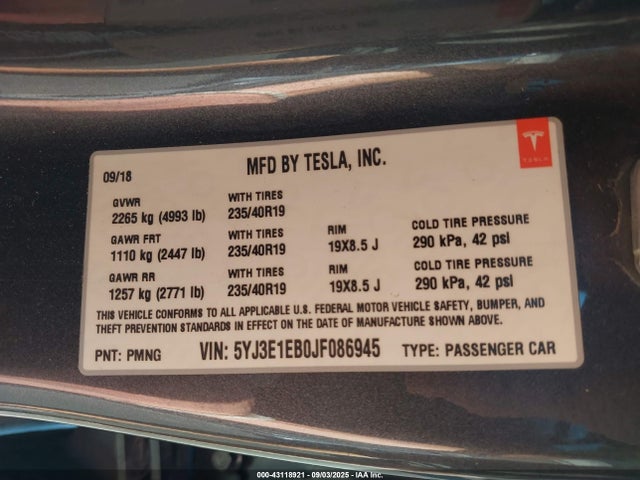 MFD BY TESLA, INC.
TESLA
09/18
GVWR WITH TIRES
2265 kg (4993 lb) 235/40R19
GAWR FRT WITH TIRES RIM COLD TIRE PRESSURE
1110 kg (2447 lb) 235/40R19 19X8.5 J 290 kPa, 42 psi
GAWR RR WITH TIRES RIM COLD TIRE PRESSURE
1257 kg (2771 lb) 235/40R19 19X8.5 J 290 kPa, 42 psi
THIS VEHICLE CONFORMS TO ALL APPLICABLE U.S. FEDERAL MOTOR VEHICLE SAFETY, BUMPER, AND
THEFT PREVENTION STANDARDS IN EFFECT ON THE DATE OF MANUFACTURE SHOWN ABOVE.
PNT: PMNG VIN: 5YJ3E1EB0JF086945 TYPE: PASSENGER CAR
000-43118921 - 09/03/2025 - IAA Inc.